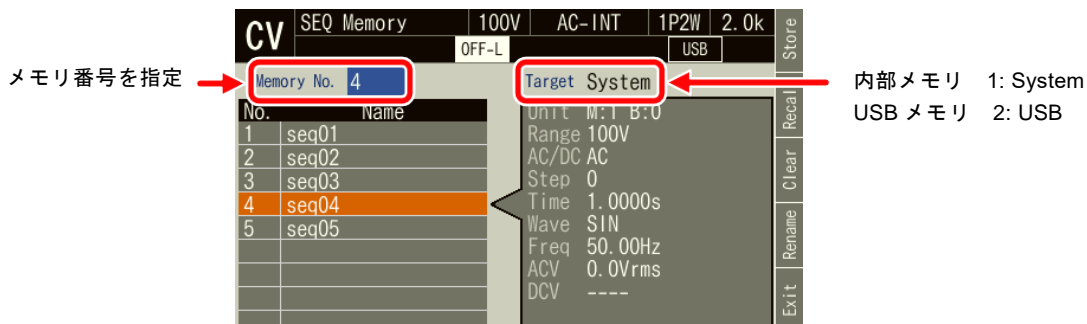 CV SEQ Memory 100V AC-INT 1P2W 2.0k
OFF-L USB
メモリ番号を指定
Memory No. 4
Target System
内部メモリ 1: System
USB メモリ 2: USB
No. Name
1 seq01
2 seq02
3 seq03
4 seq04
5 seq05
Unit M:1 B:0
Range 100V
AC/DC AC
Step 0
Time 1.0000s
Wave SIN
Freq 50.00Hz
ACV 0.0Vrms
DCV ----
Store
Recal
Clear
Rename
Exit